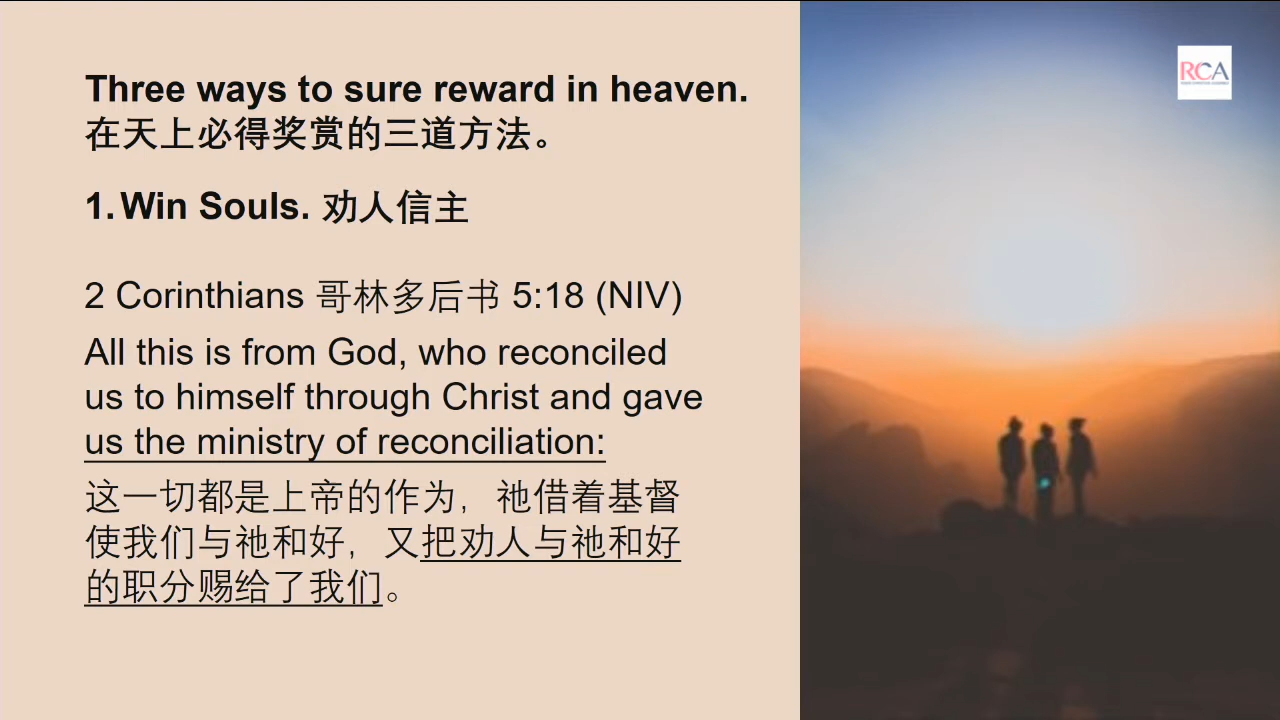 Three ways to sure reward in heaven.
在天上必得奖赏的三道方法。
1. Win Souls. 劝人信主
2 Corinthians 哥林多后书 5:18 (NIV)
All this is from God, who reconciled
us to himself through Christ and gave
us the ministry of reconciliation:
这一切都是上帝的作为，祂借着基督
使我们与祂和好，又把劝人与祂和好
的职分赐给了我们。
RCA